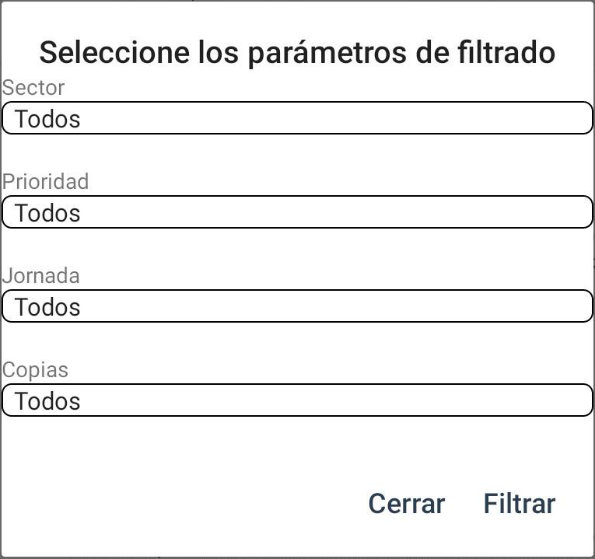 Seleccione los parámetros de filtrado
Sector
Todos
Prioridad
Todos
Jornada
Todos
Copias
Todos
Cerrar Filtrar